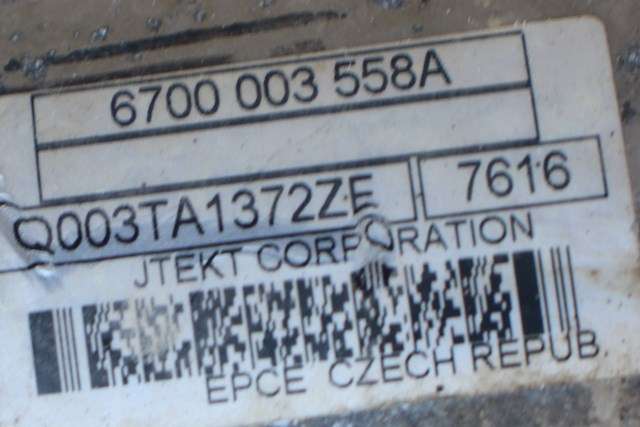 6700 003 558A
Q003TA1372ZE 7616
JTEKT CORPORATION
EPCE CZECH REPUB.